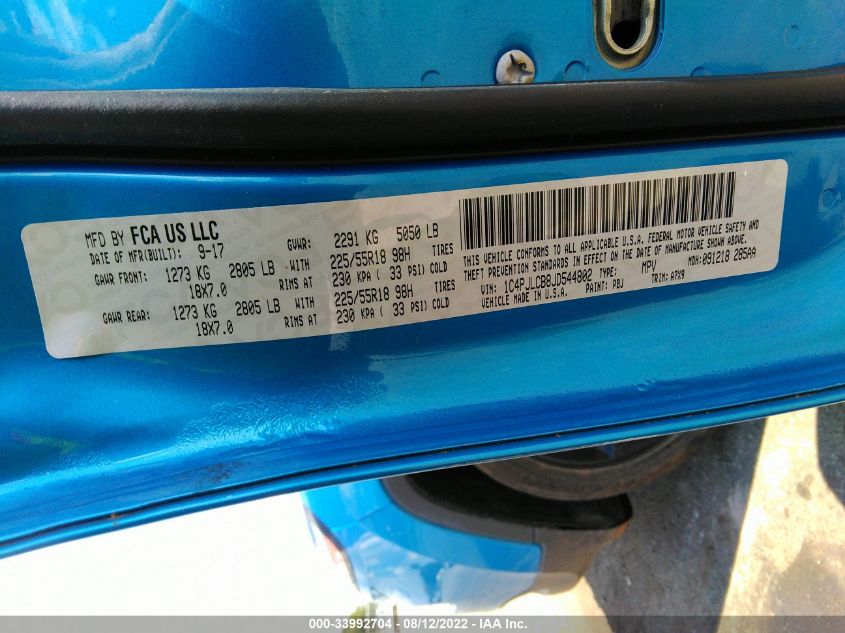 MFD BY FCA US LLC
DATE OF MFR(BUILT): 9-17 GVWR: 2291 KG 5050 LB
GAWR FRONT: 1273 KG 2805 LB WITH 225/55R18 98H TIRES
18X7.0 RIMS AT 230 KPA ( 33 PSI) COLD
GAWR REAR: 1273 KG 2805 LB WITH 225/55R18 98H TIRES
18X7.0 RIMS AT 230 KPA ( 33 PSI) COLD
THIS VEHICLE CONFORMS TO ALL APPLICABLE U.S.A. FEDERAL MOTOR VEHICLE SAFETY AND
THEFT PREVENTION STANDARDS IN EFFECT ON THE DATE OF MANUFACTURE SHOWN ABOVE.
VIN: 1C4PJLCB8JD544802 TYPE: MPV MDH: 091218 285AA
VEHICLE MADE IN U.S.A. PAINT: PBJ TRIM: A7X9
000-33992704 - 08/12/2022 - IAA Inc.